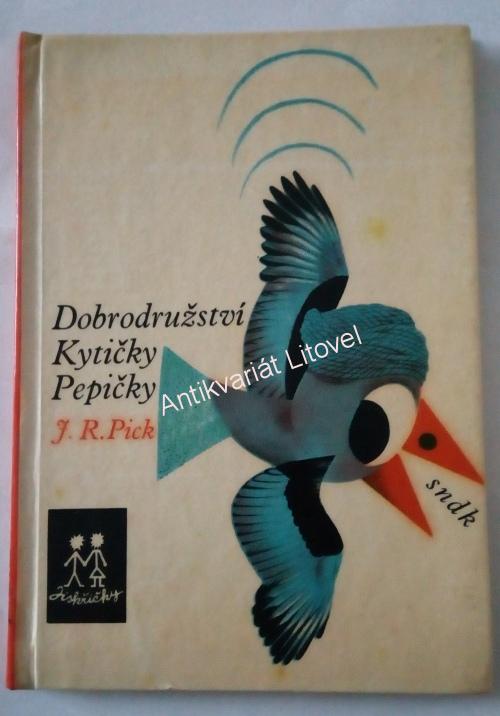 Dobrodružství
Kytičky
Pepičky
J. R. Pick
Antikvariát Litovel
sndk
Jiskřičky